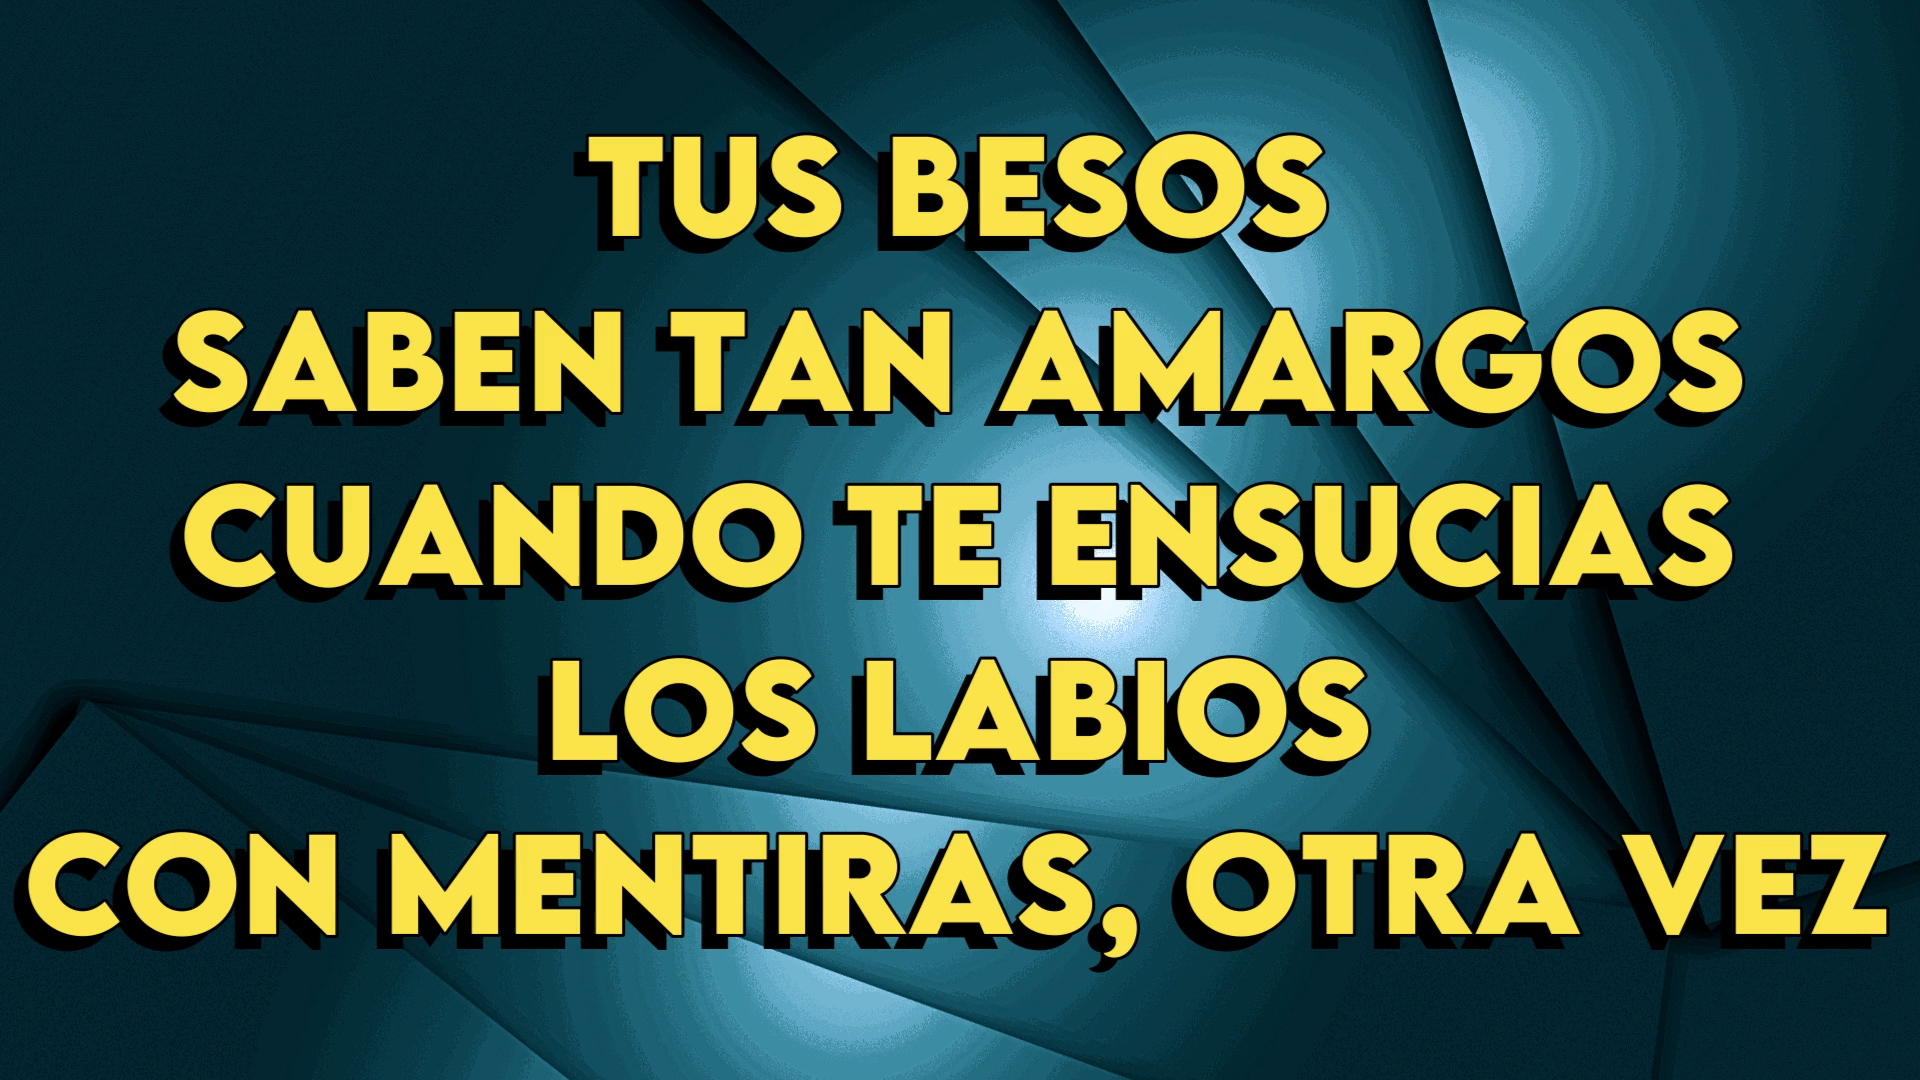 TUS BESOS
SABEN TAN AMARGOS
CUANDO TE ENSUCIAS
LOS LABIOS
CON MENTIRAS, OTRA VEZ